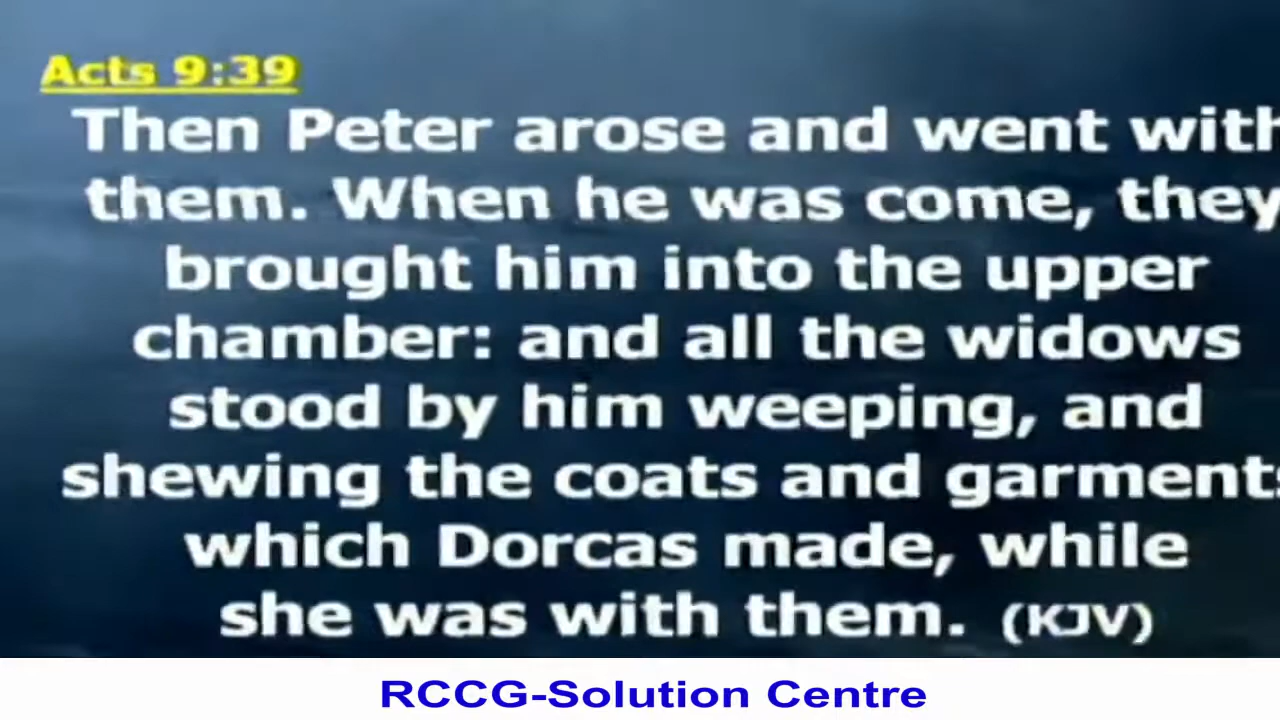 Acts 9:39
Then Peter arose and went with
them. When he was come, they
brought him into the upper
chamber: and all the widows
stood by him weeping, and
shewing the coats and garments
which Dorcas made, while
she was with them. (KJV)
RCCG-Solution Centre